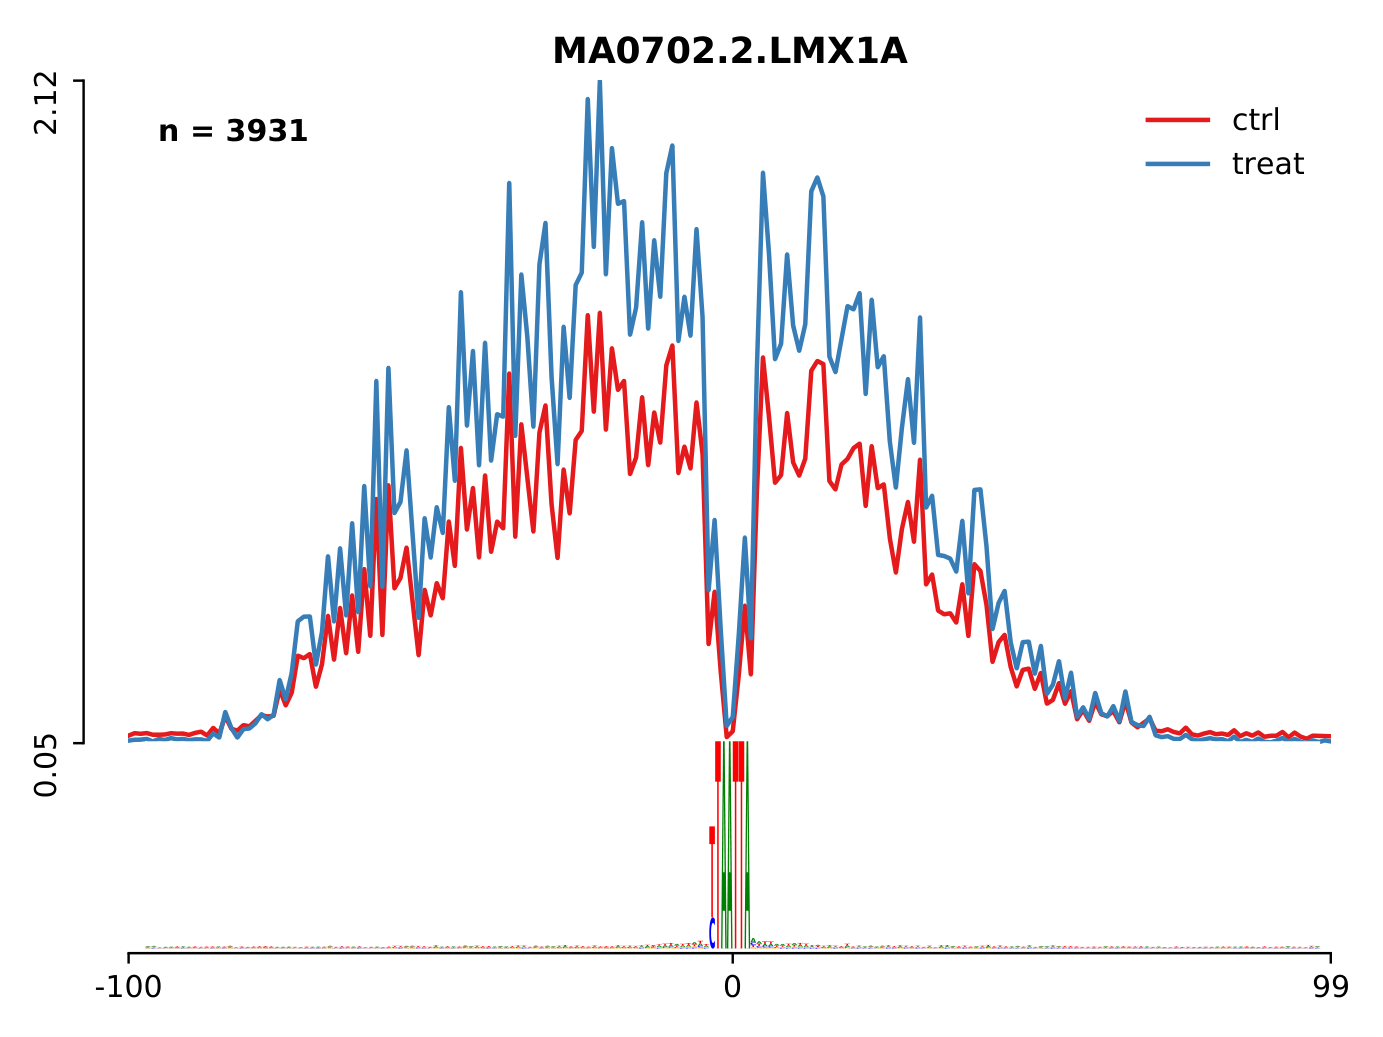 MA0702.2.LMX1A
2.12
n = 3931
ctrl
treat
0.05
T
C
T A A T T A
-100 0 99